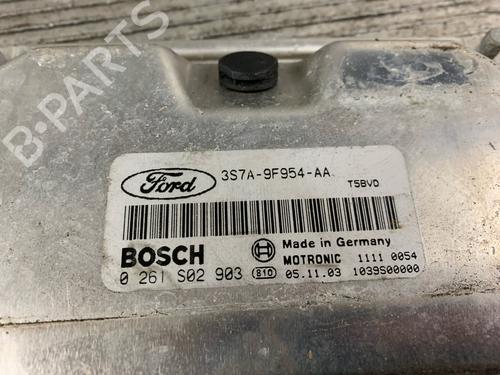 B-PARTS
Ford
3S7A-9F954-AA
T5BVD
BOSCH
Made in Germany
0 261 S02 903
810
MOTRONIC 1111 0054
05.11.03 1039S00000